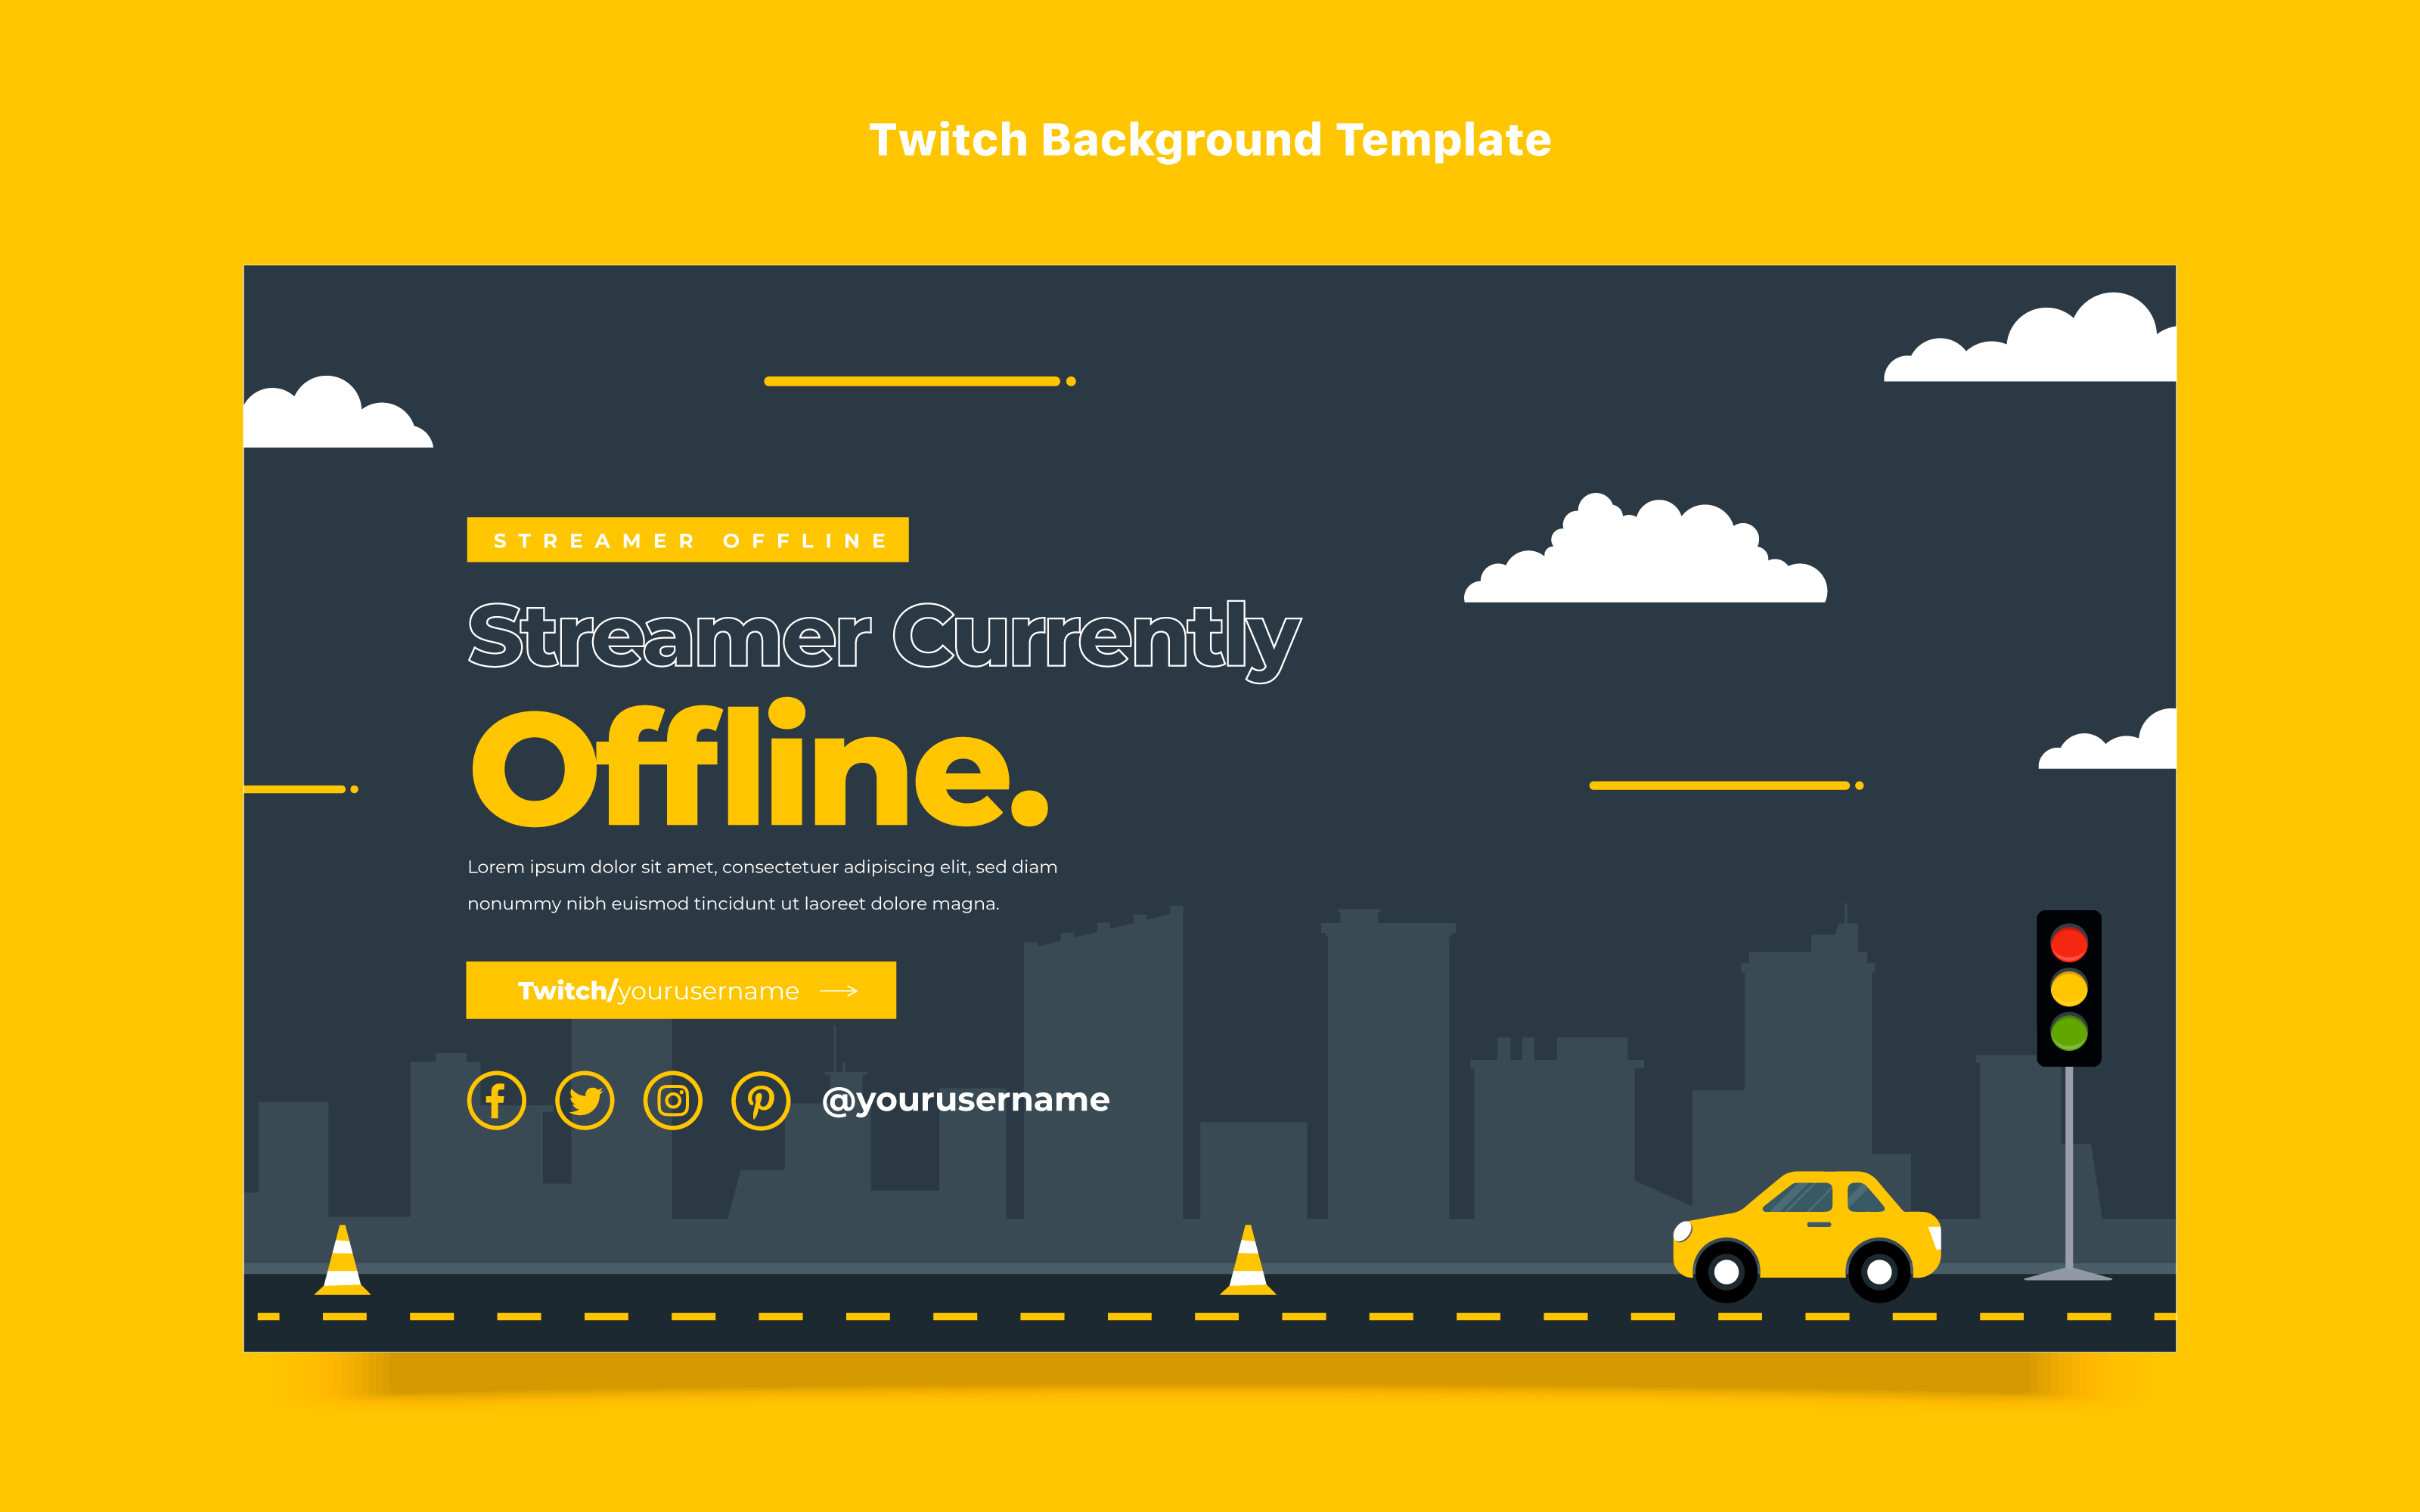 Twitch Background Template
STREAMER OFFLINE
Streamer Currently
Offline.
Lorem ipsum dolor sit amet, consectetuer adipiscing elit, sed diam
nonummy nibh euismod tincidunt ut laoreet dolore magna.
Twitch/yourusername
@yourusername